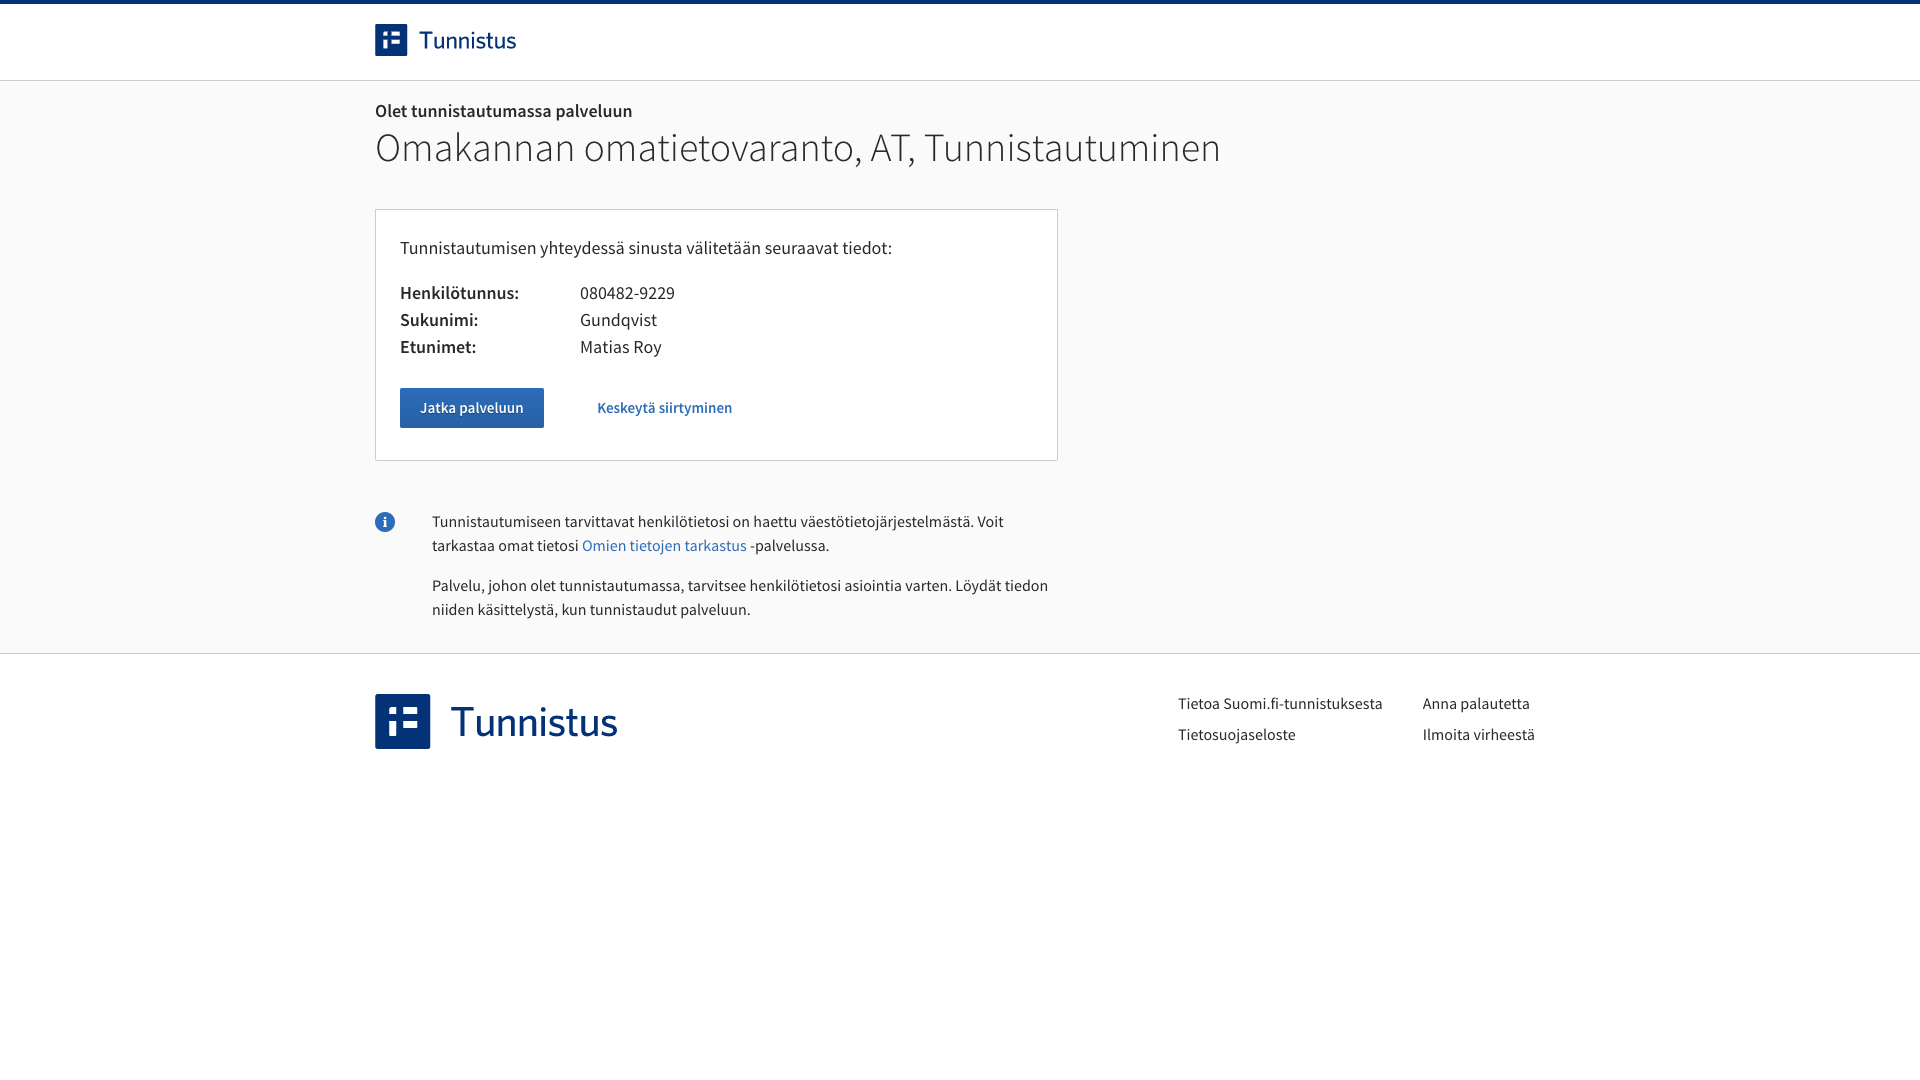 Tunnistus
Olet tunnistautumassa palveluun
Omakannan omatietovaranto, AT, Tunnistautuminen
Tunnistautumisen yhteydessä sinusta välitetään seuraavat tiedot:
Henkilötunnus: 080482-9229
Sukunimi: Gundqvist
Etunimet: Matias Roy
Jatka palveluun Keskeytä siirtyminen
Tunnistautumiseen tarvittavat henkilötietosi on haettu väestötietojärjestelmästä. Voit
tarkastaa omat tietosi Omien tietojen tarkastus -palvelussa.
Palvelu, johon olet tunnistautumassa, tarvitsee henkilötietosi asiointia varten. Löydät tiedon
niiden käsittelystä, kun tunnistaudut palveluun.
Tunnistus
Tietoa Suomi.fi-tunnistuksesta Anna palautetta
Tietosuojaseloste Ilmoita virheestä